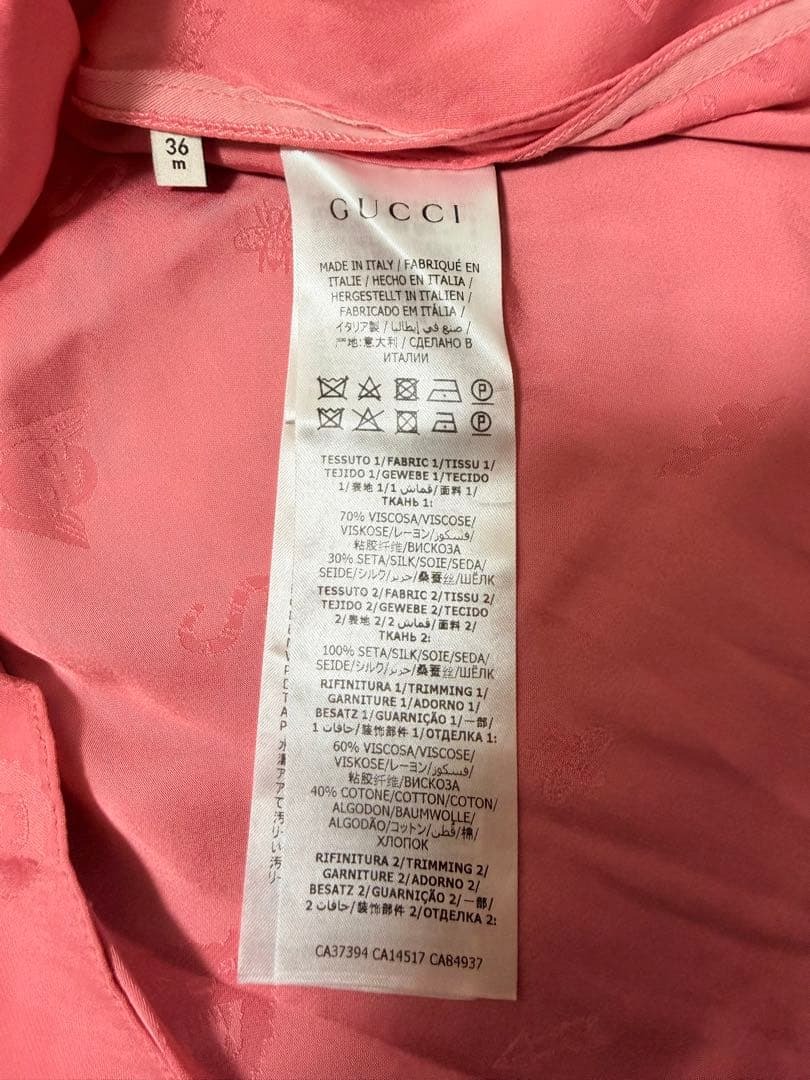 36
m
GUCCI
MADE IN ITALY / FABRIQUÉ EN
ITALIE / HECHO EN ITALIA /
HERGESTELLT IN ITALIEN /
FABRICADO EM ITÁLIA /
イタリア製 / صنع في إيطاليا /
产地:意大利 / СДЕЛАНО В
ИТАЛИИ
P
P
TESSUTO 1/FABRIC 1/TISSU 1/
TEJIDO 1/GEWEBE 1/TECIDO
1/表地 1/قماش 1/面料 1/
ТКАНЬ 1:
70% VISCOSA/VISCOSE/
VISKOSE/レーヨン/فسكوز/
粘胶纤维/ВИСКОЗА
30% SETA/SILK/SOIE/SEDA/
SEIDE/シルク/حرير/桑蚕丝/ШЁЛК
TESSUTO 2/FABRIC 2/TISSU 2/
TEJIDO 2/GEWEBE 2/TECIDO
2/表地 2/قماش 2/面料 2/
ТКАНЬ 2:
100% SETA/SILK/SOIE/SEDA/
SEIDE/シルク/حرير/桑蚕丝/ШЁЛК
RIFINITURA 1/TRIMMING 1/
GARNITURE 1/ADORNO 1/
BESATZ 1/GUARNIÇÃO 1/一部/
حافات 1/装饰部件 1/ОТДЕЛКА 1:
60% VISCOSA/VISCOSE/
VISKOSE/レーヨン/فسكوز/
粘胶纤维/ВИСКОЗА
40% COTONE/COTTON/COTON/
ALGODON/BAUMWOLLE/
ALGODÃO/コットン/قطن/棉/
ХЛОПОК
RIFINITURA 2/TRIMMING 2/
GARNITURE 2/ADORNO 2/
BESATZ 2/GUARNIÇÃO 2/一部/
حافات 2/装饰部件 2/ОТДЕЛКА 2:
CA37394 CA14517 CA84937